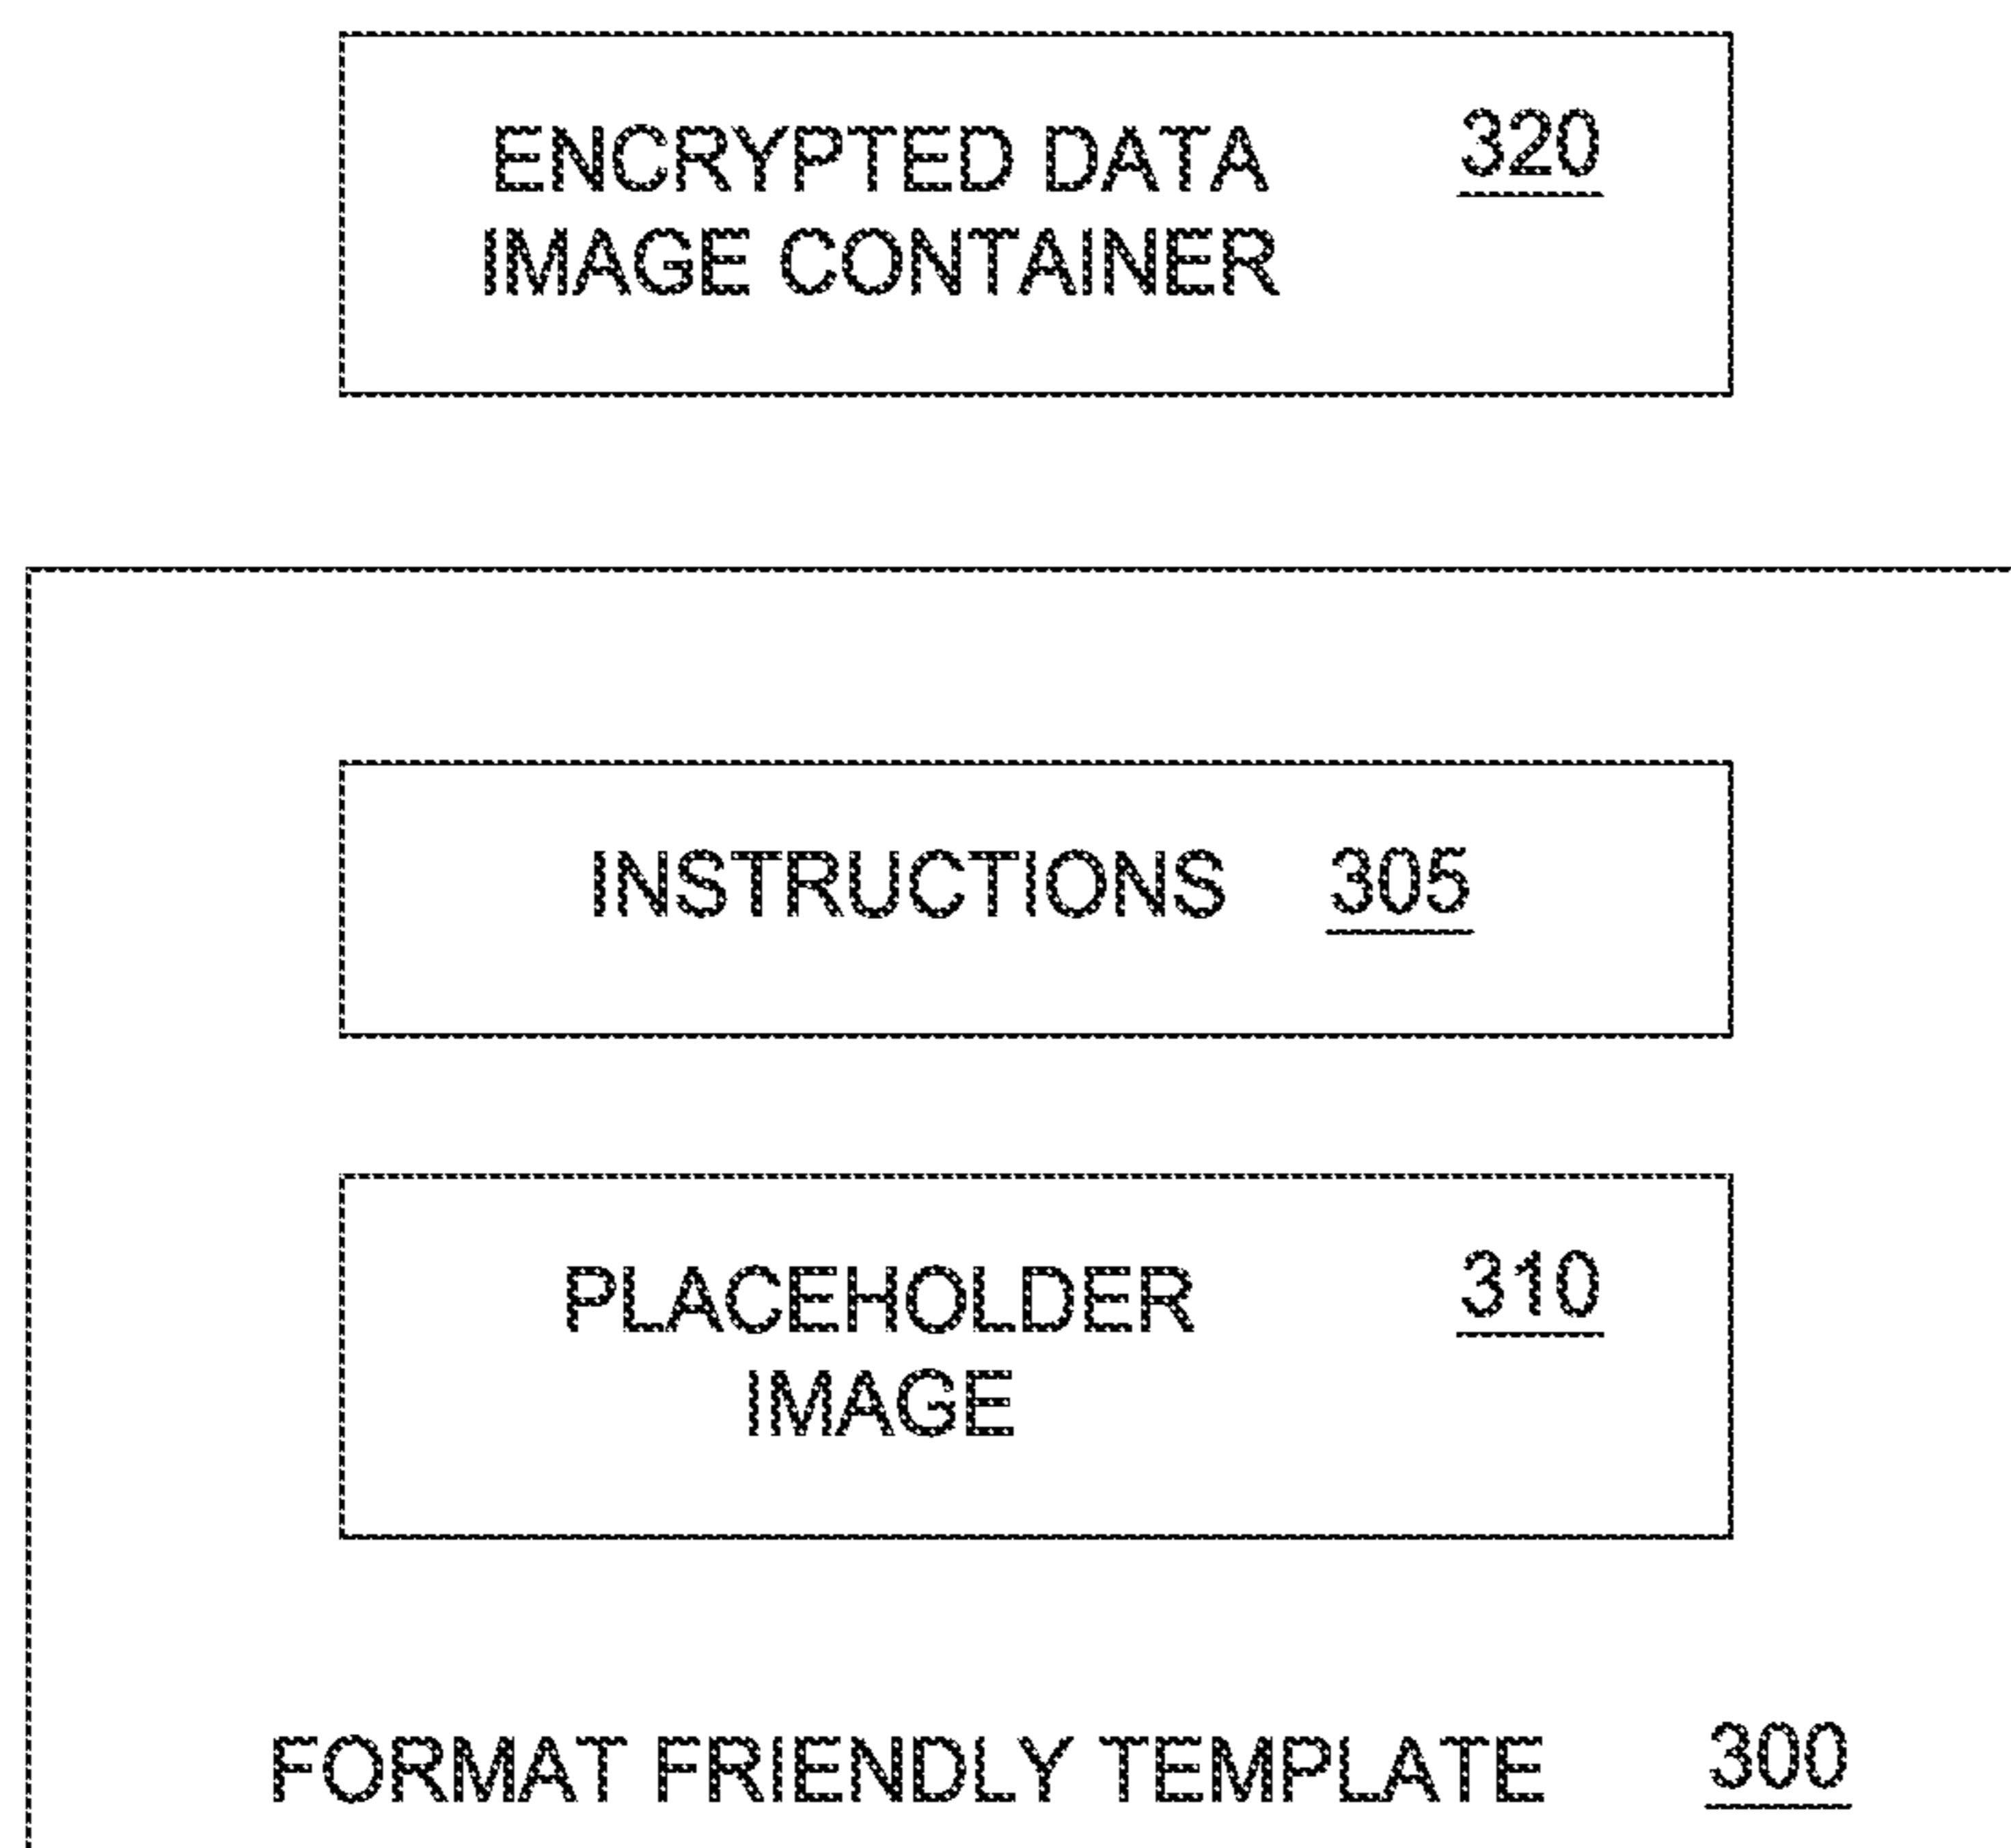 ENCRYPTED DATA 320
IMAGE CONTAINER
INSTRUCTIONS 305
PLACEHOLDER 310
IMAGE
FORMAT FRIENDLY TEMPLATE 300